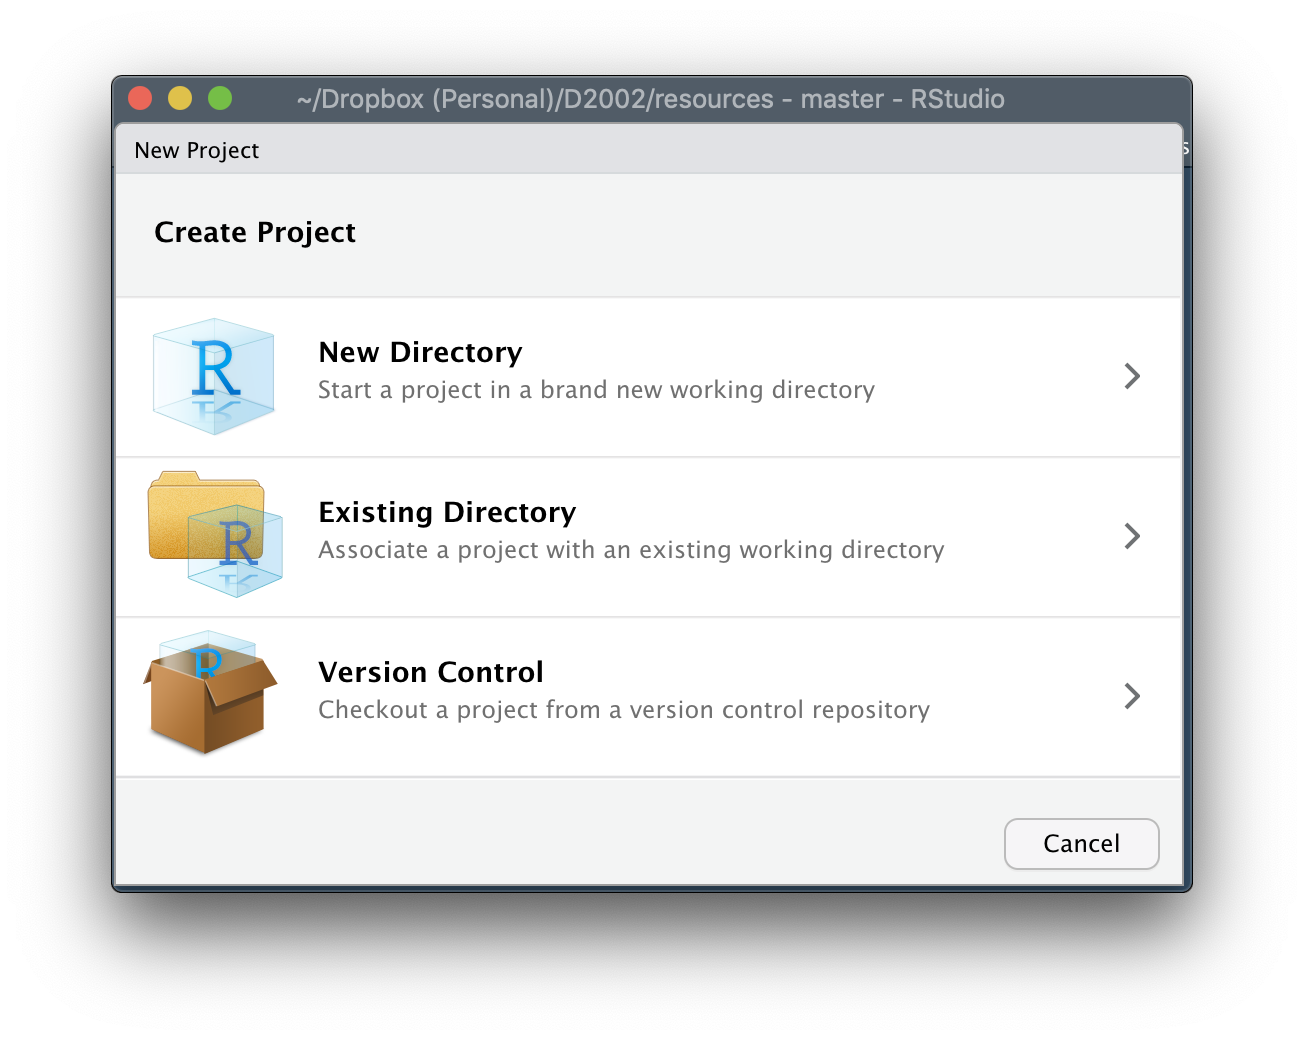 ~/Dropbox (Personal)/D2002/resources - master - RStudio
New Project
s
Create Project
R
New Directory
Start a project in a brand new working directory
R
Existing Directory
Associate a project with an existing working directory
R
Version Control
Checkout a project from a version control repository
Cancel